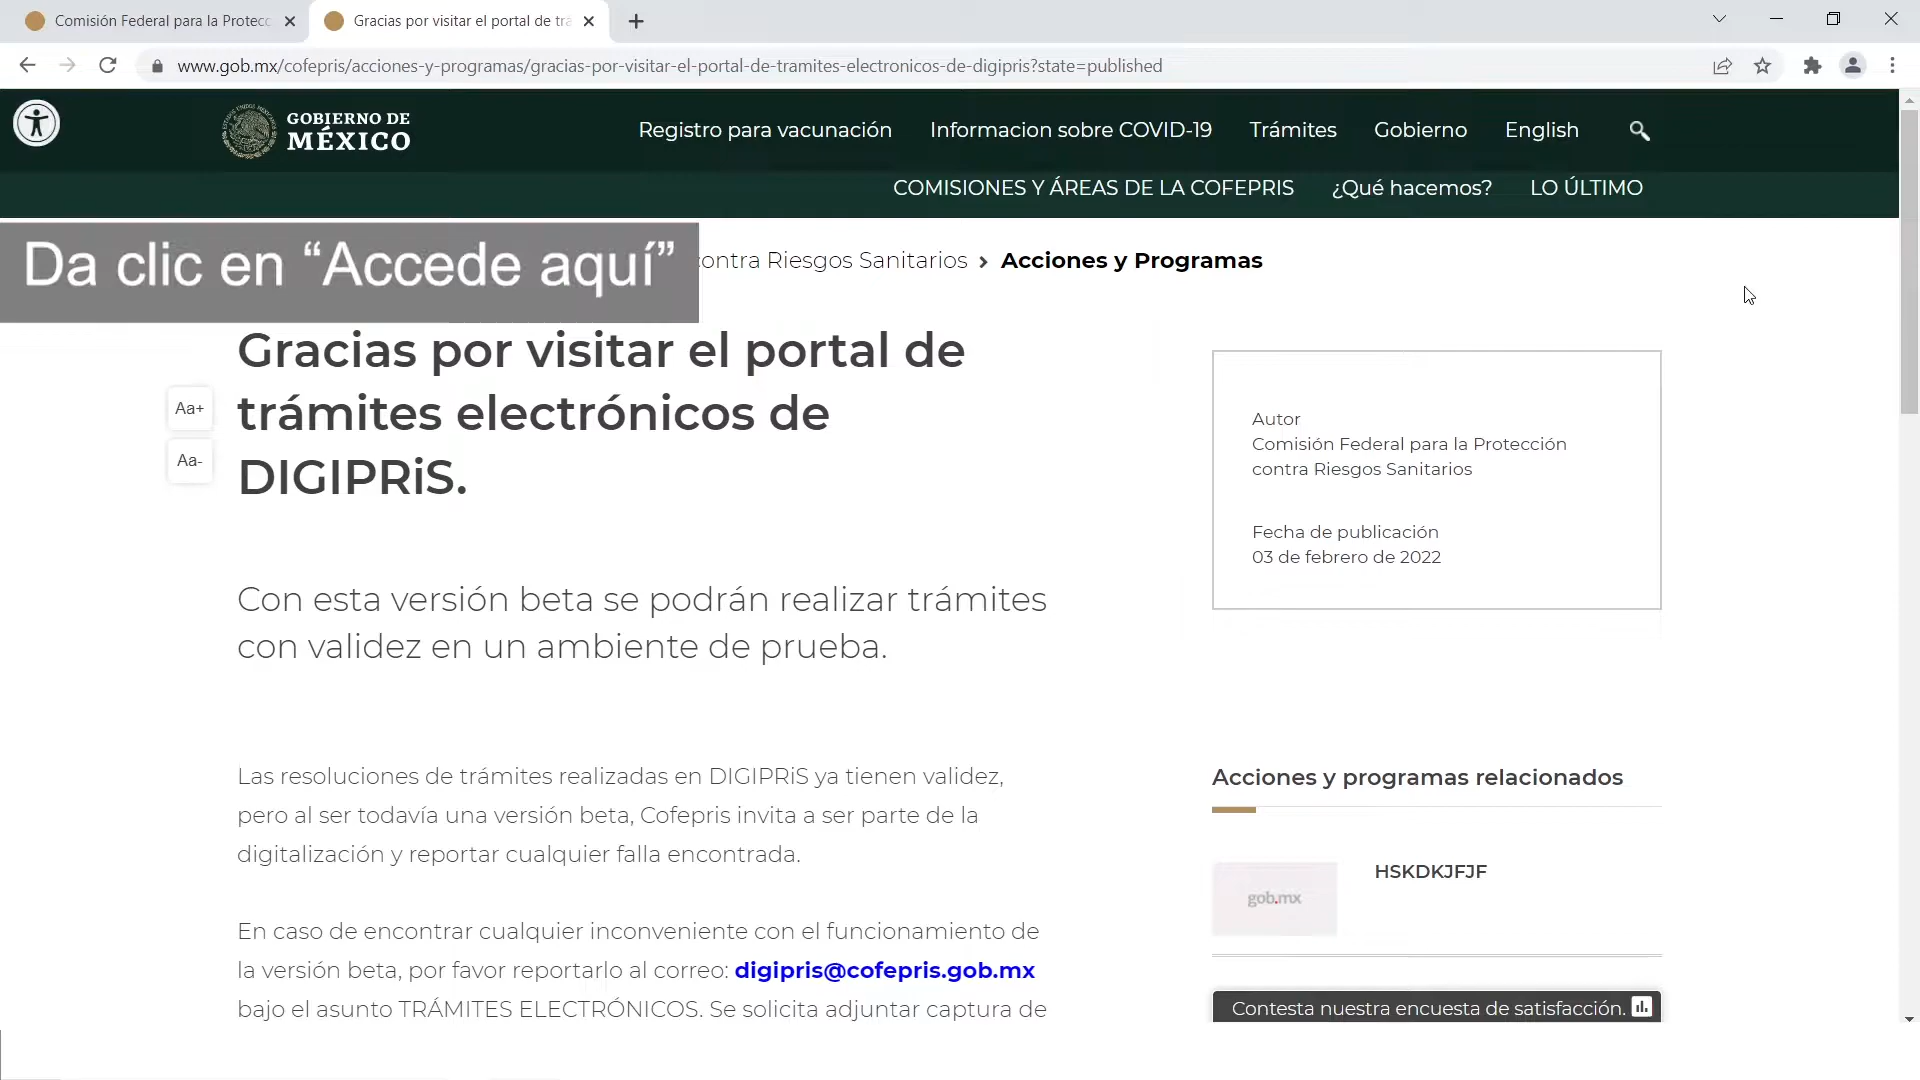 Comisión Federal para la Protecc
Gracias por visitar el portal de trá
www.gob.mx/cofepris/acciones-y-programas/gracias-por-visitar-el-portal-de-tramites-electronicos-de-digipris?state=published
GOBIERNO DE
MÉXICO
Registro para vacunación
Informacion sobre COVID-19
Trámites
Gobierno
English
COMISIONES Y ÁREAS DE LA COFEPRIS
¿Qué hacemos?
LO ÚLTIMO
Da clic en “Accede aquí”
contra Riesgos Sanitarios › Acciones y Programas
Gracias por visitar el portal de
trámites electrónicos de
DIGIPRiS.
Aa+
Aa-
Autor
Comisión Federal para la Protección
contra Riesgos Sanitarios
Fecha de publicación
03 de febrero de 2022
Con esta versión beta se podrán realizar trámites
con validez en un ambiente de prueba.
Las resoluciones de trámites realizadas en DIGIPRiS ya tienen validez,
pero al ser todavía una versión beta, Cofepris invita a ser parte de la
digitalización y reportar cualquier falla encontrada.
En caso de encontrar cualquier inconveniente con el funcionamiento de
la versión beta, por favor reportarlo al correo: digipris@cofepris.gob.mx
bajo el asunto TRÁMITES ELECTRÓNICOS. Se solicita adjuntar captura de
Acciones y programas relacionados
gob.mx
HSKDKJFJF
Contesta nuestra encuesta de satisfacción.